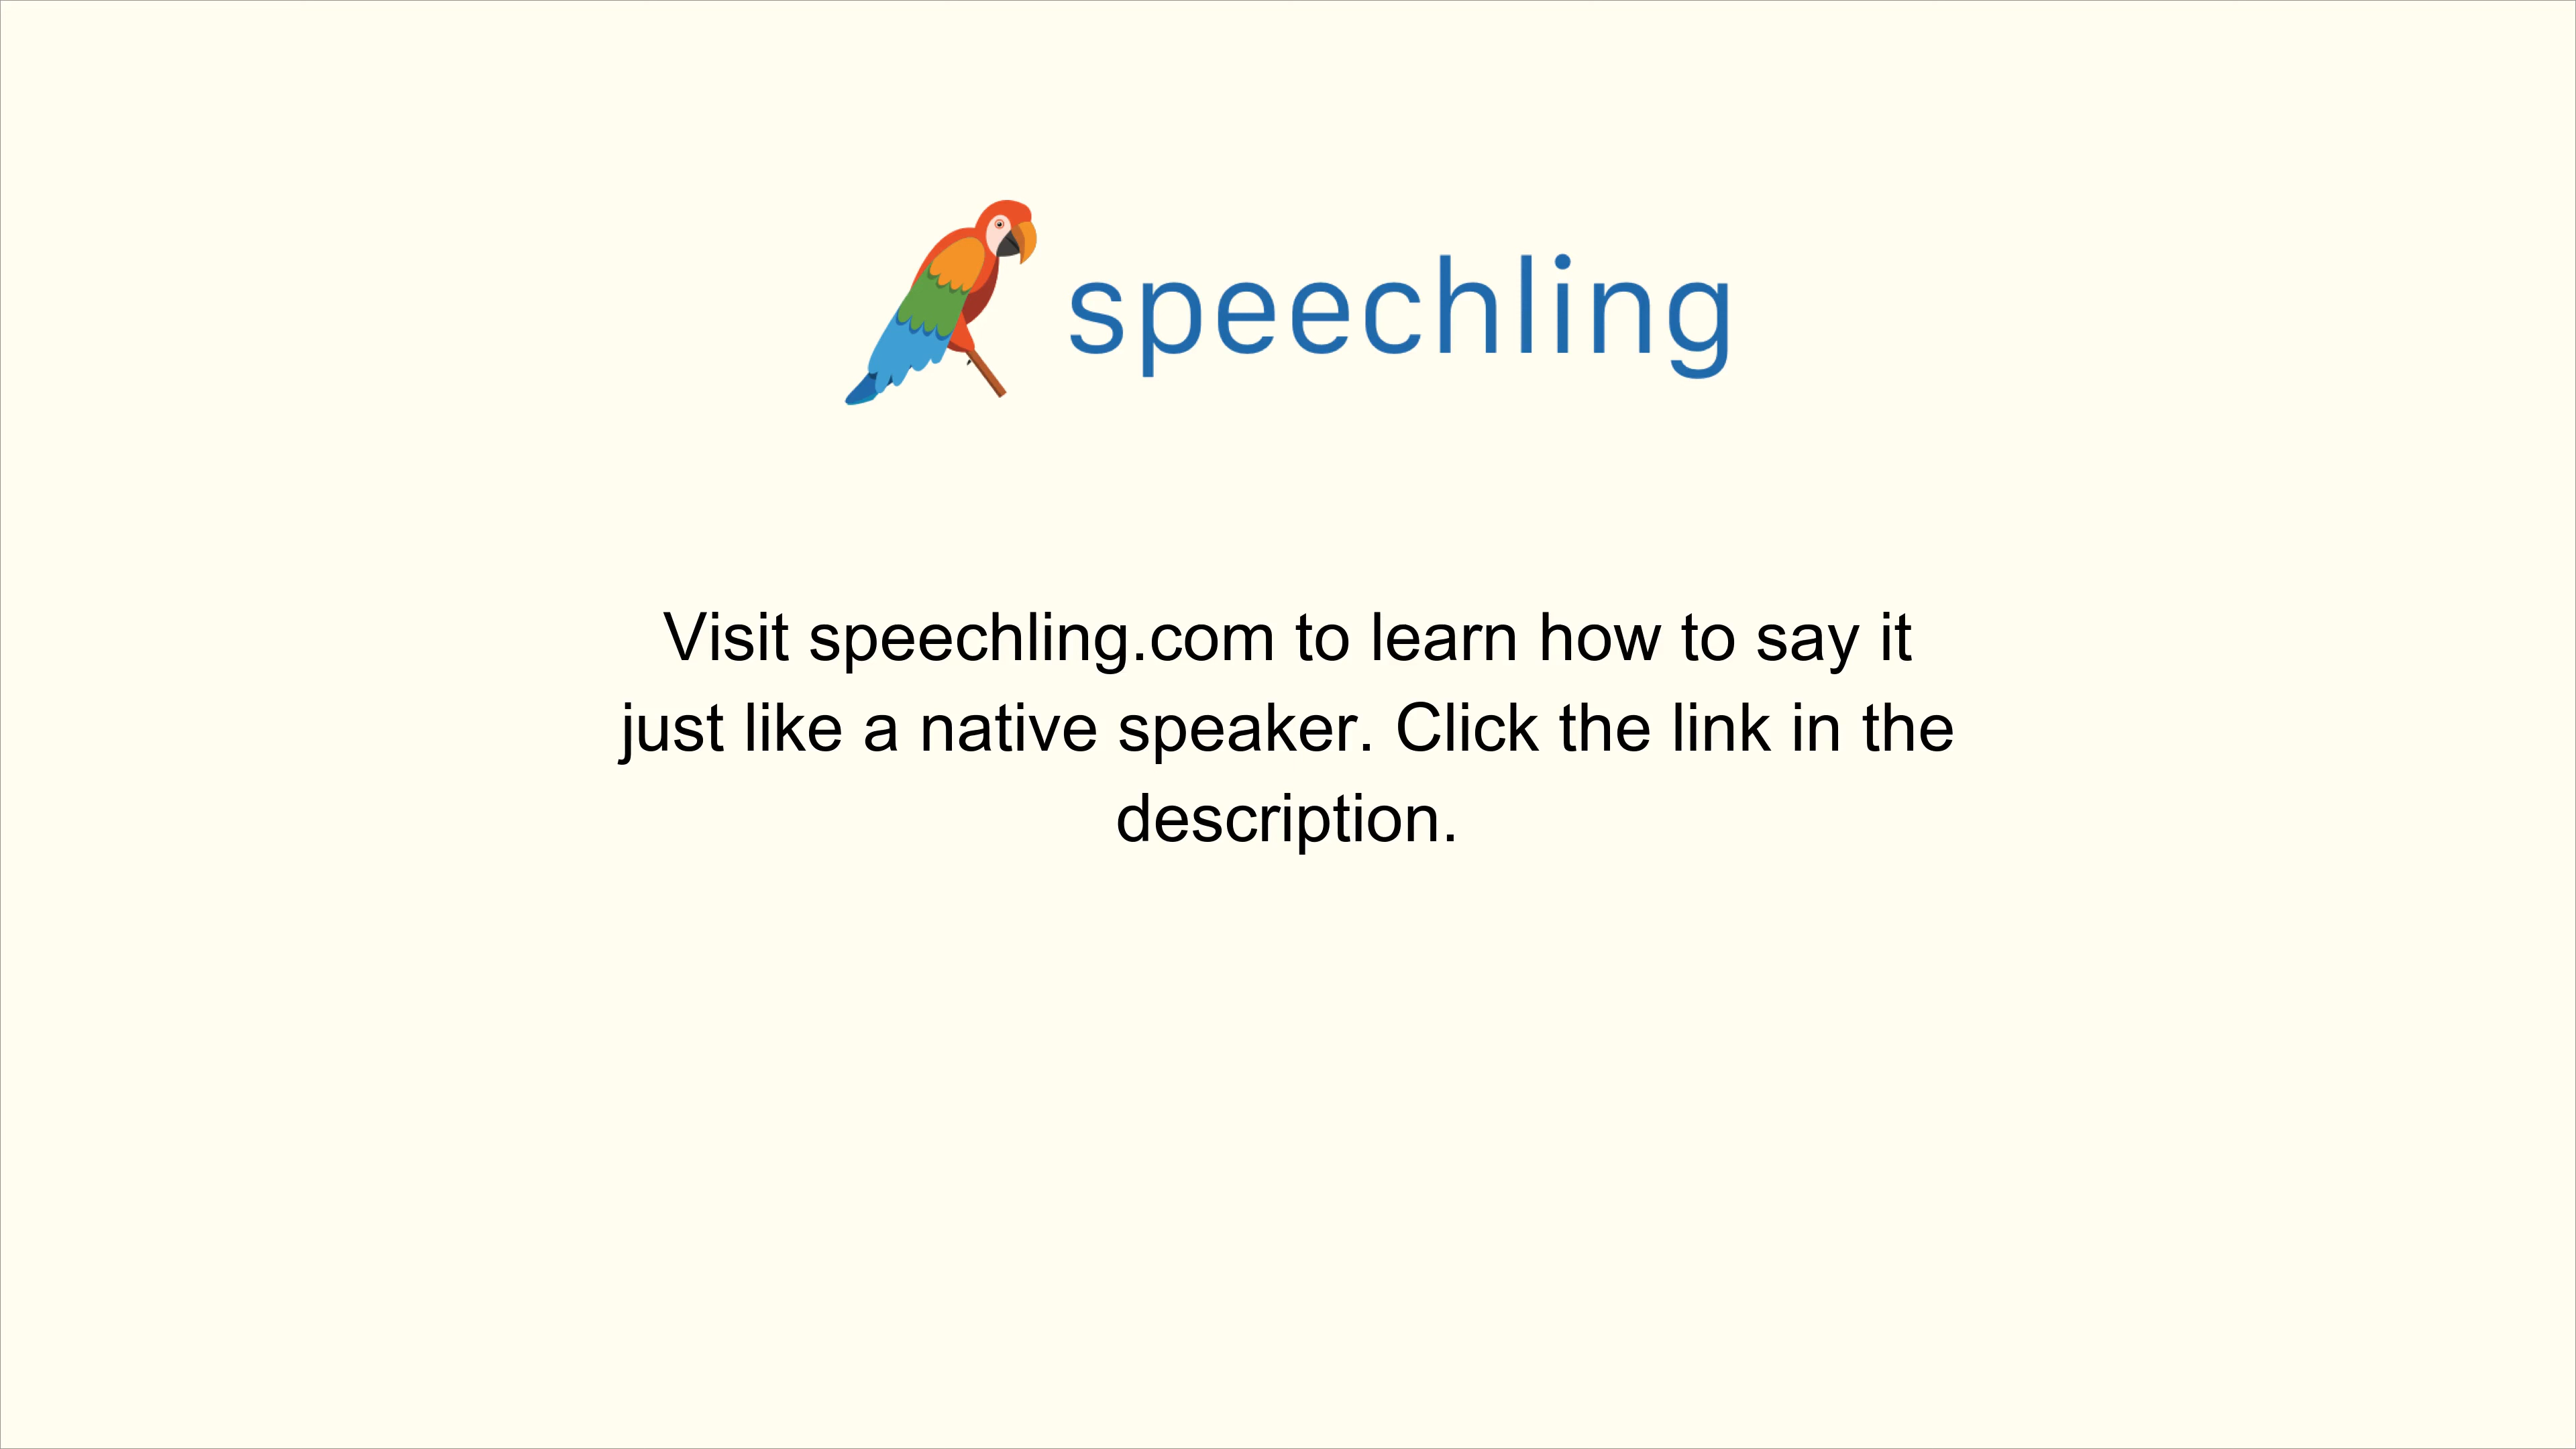 speechling
Visit speechling.com to learn how to say it
just like a native speaker. Click the link in the
description.